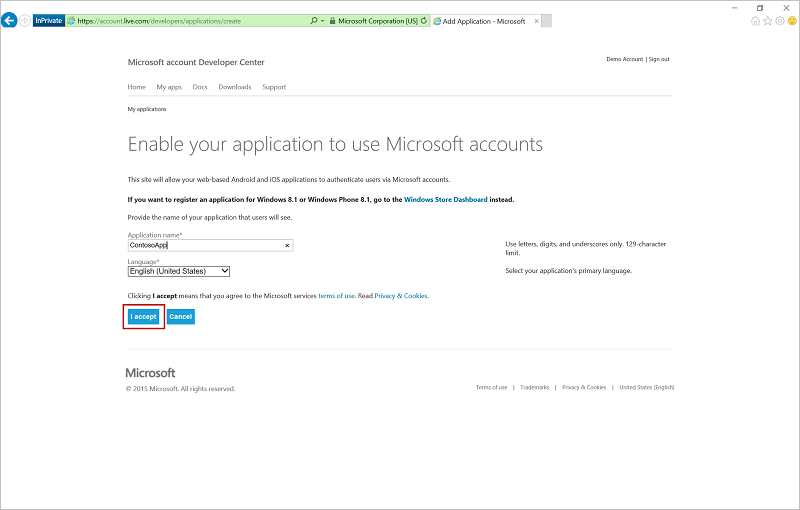 InPrivate https://account.live.com/developers/applications/create Microsoft Corporation [US] Add Application - Microsoft
Microsoft account Developer Center
Demo Account | Sign out
Home My apps Docs Downloads Support
My applications
Enable your application to use Microsoft accounts
This site will allow your web-based Android and iOS applications to authenticate users via Microsoft accounts.
If you want to register an application for Windows 8.1 or Windows Phone 8.1, go to the Windows Store Dashboard instead.
Provide the name of your application that users will see.
Application name*
ContosoApp
Use letters, digits, and underscores only. 129-character
limit.
Language*
English (United States)
Select your application's primary language.
Clicking I accept means that you agree to the Microsoft services terms of use. Read Privacy & Cookies.
I accept Cancel
Microsoft
© 2015 Microsoft. All rights reserved.
Terms of use | Trademarks | Privacy & Cookies | United States (English)